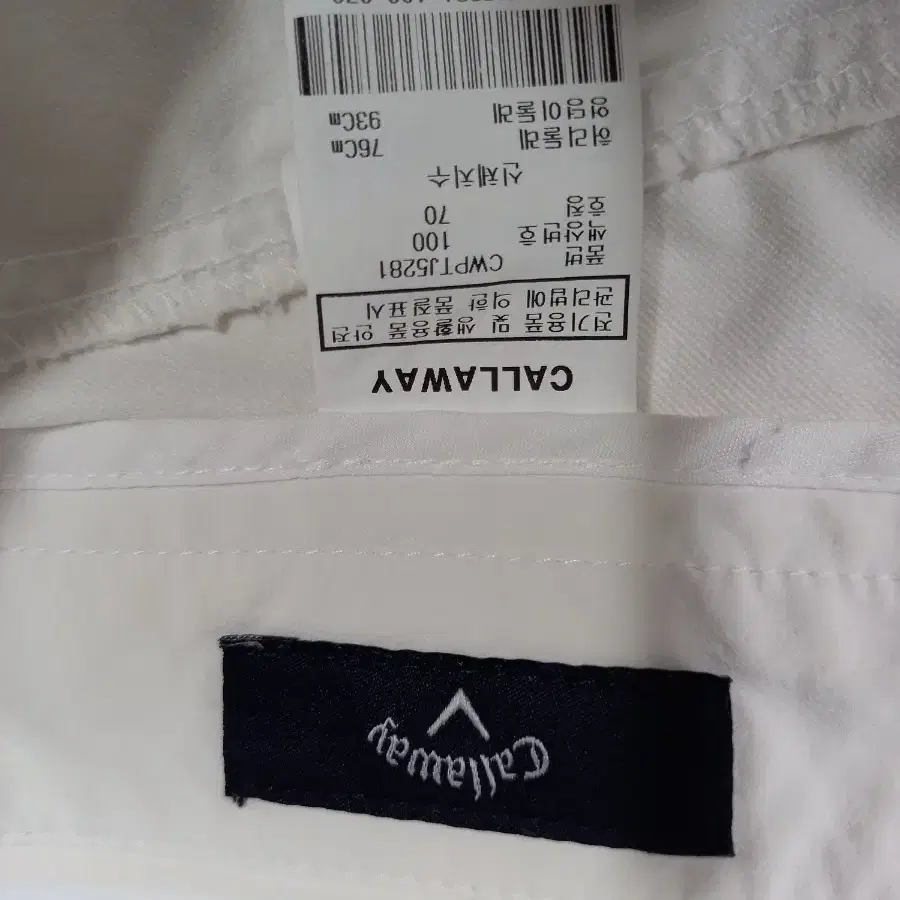 CALLAWAY
전기용품 및 생활용품 안전
관리법에 의한 품질표시
품번 CWPTJ5281
색상번호 100
호칭 70
신체치수
허리둘레 76Cm
엉덩이둘레 93Cm
Callaway